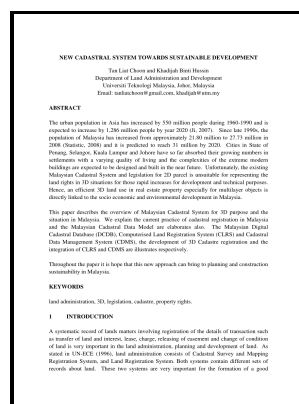 NEW CADASTRAL SYSTEM TOWARDS SUSTAINABLE DEVELOPMENT
Tan Liat Choon and Khadijah Binti Hussin
Department of Land Administration and Development
Universiti Teknologi Malaysia, Johor, Malaysia
Email: tanliatchoon@gmail.com, khadijah@utm.my
ABSTRACT
The urban population in Asia has increased by 550 million people during 1960-1990 and is
expected to increase by 1.286 million people by year 2020 (Ji, 2007). Since late 1990s, the
population of Malaysia has increased from approximately 21.80 million to 27.73 million in
2008 (Statistic, 2008) and it is predicted to reach 31 million by 2020. Cities in State of
Penang, Selangor, Kuala Lumpur and Johore have so far absorbed their growing numbers in
settlements with a varying quality of living and the complexities of the extreme modern
buildings are expected to be designed and built in the near future. Unfortunately, the existing
Malaysian Cadastral System and legislation for 2D parcel is unsuitable for representing the
land rights in 3D situations for those rapid increases for development and technical purposes.
Hence, an efficient 3D land use in real estate property especially for multilayer objects is
directly linked to the socio economic and environmental development in Malaysia.
This paper describes the overview of Malaysian Cadastral System for 3D purpose and the
situation in Malaysia. We explain the current practice of cadastral registration in Malaysia
and the Malaysian Cadastral Data Model are elaborates also. The Malaysian Digital
Cadastral Database (DCDB), Computerised Land Registration System (CLRS) and Cadastral
Data Management System (CDMS), the development of 3D Cadastre registration and the
integration of CLRS and CDMS are illustrates respectively.
Throughout the paper it is hope that this new approach can bring to planning and construction
sustainability in Malaysia.
KEYWORDS
land administration, 3D, legislation, cadastre, property rights.
1 INTRODUCTION
A systematic record of lands matters involving registration of the details of transaction such
as transfer of land and interest, lease, charge, releasing of easement and change of condition
of land is very important in the land administration, planning and development of land. As
stated in UN-ECE (1996), land administration consists of Cadastral Survey and Mapping
Registration System, and Land Registration System. Both systems contain different sets of
records about land. These two systems are very important for the formation of a good